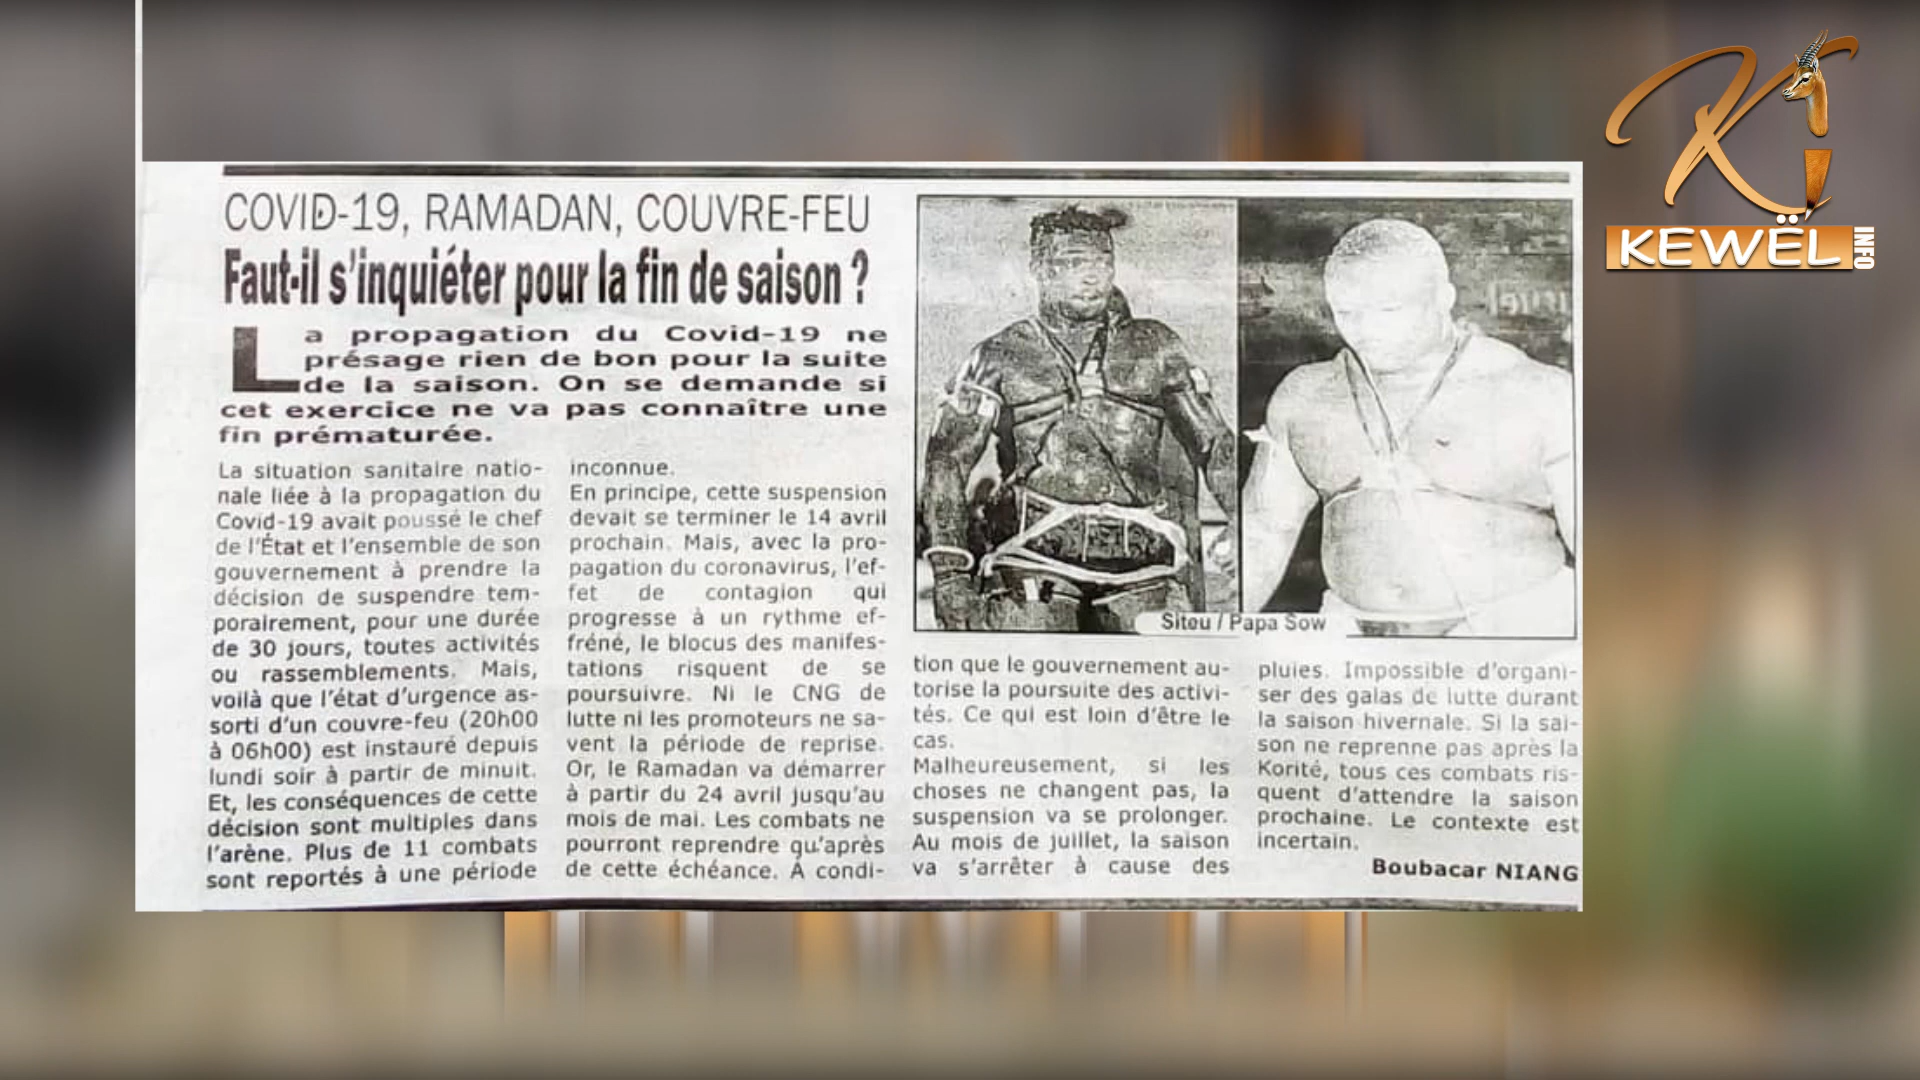 COVID-19, RAMADAN, COUVRE-FEU
Faut-il s'inquiéter pour la fin de saison ?
La propagation du Covid-19 ne
présage rien de bon pour la suite
de la saison. On se demande si
cet exercice ne va pas connaître une
fin prématurée.
La situation sanitaire natio-
nale liée à la propagation du
Covid-19 avait poussé le chef
de l'État et l'ensemble de son
gouvernement à prendre la
décision de suspendre tem-
porairement, pour une durée
de 30 jours, toutes activités
ou rassemblements. Mais,
voilà que l'état d'urgence as-
sorti d'un couvre-feu (20h00
à 06h00) est instauré depuis
lundi soir à partir de minuit.
Et, les conséquences de cette
décision sont multiples dans
l'arène. Plus de 11 combats
sont reportés à une période
inconnue.
En principe, cette suspension
devait se terminer le 14 avril
prochain. Mais, avec la pro-
pagation du coronavirus, l'ef-
fet de contagion qui
progresse à un rythme ef-
fréné, le blocus des manifes-
tations risquent de se
poursuivre. Ni le CNG de
lutte ni les promoteurs ne sa-
vent la période de reprise.
Or, le Ramadan va démarrer
à partir du 24 avril jusqu'au
mois de mai. Les combats ne
pourront reprendre qu'après
de cette échéance. À condi-
Siteu / Papa Sow
tion que le gouvernement au-
torise la poursuite des activi-
tés. Ce qui est loin d'être le
cas.
Malheureusement, si les
choses ne changent pas, la
suspension va se prolonger.
Au mois de juillet, la saison
va s'arrêter à cause des
pluies. Impossible d'organi-
ser des galas de lutte durant
la saison hivernale. Si la sai-
son ne reprenne pas après la
Korité, tous ces combats ris-
quent d'attendre la saison
prochaine. Le contexte est
incertain.
Boubacar NIANG
Ki
KEWËL
INFO